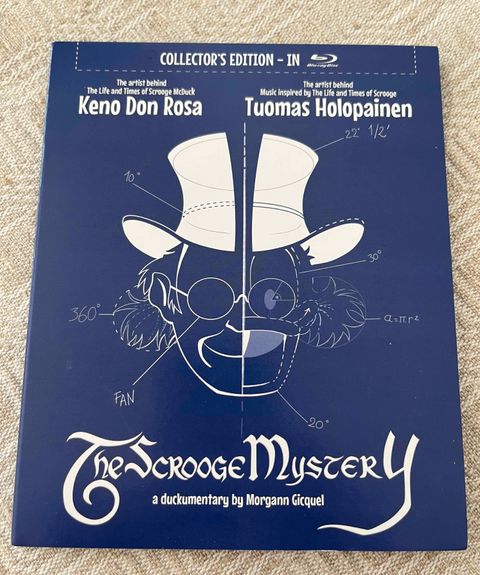 COLLECTOR'S EDITION - IN Blu-ray Disc
The artist behind
The Life and Times of Scrooge McDuck
Keno Don Rosa
The artist behind
Music inspired by The Life and Times of Scrooge
Tuomas Holopainen
22° 1/2'
10°
30°
360°
a=π.r²
FAN
20°
The Scrooge Mystery
a duckumentary by Morgann Gicquel